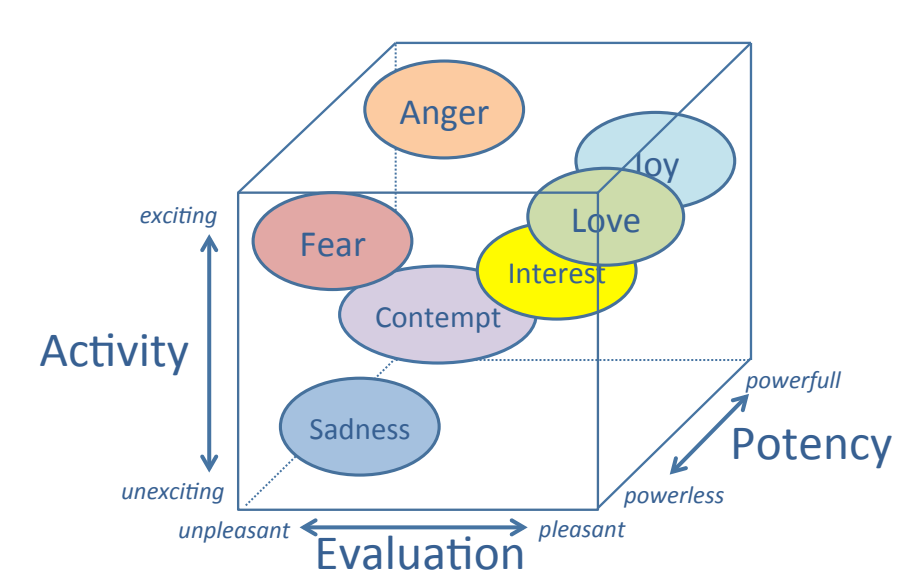 Anger
Joy
exciting
Love
Fear
Interest
Contempt
Activity
powerfull
Sadness
Potency
unexciting
powerless
unpleasant
pleasant
Evaluation